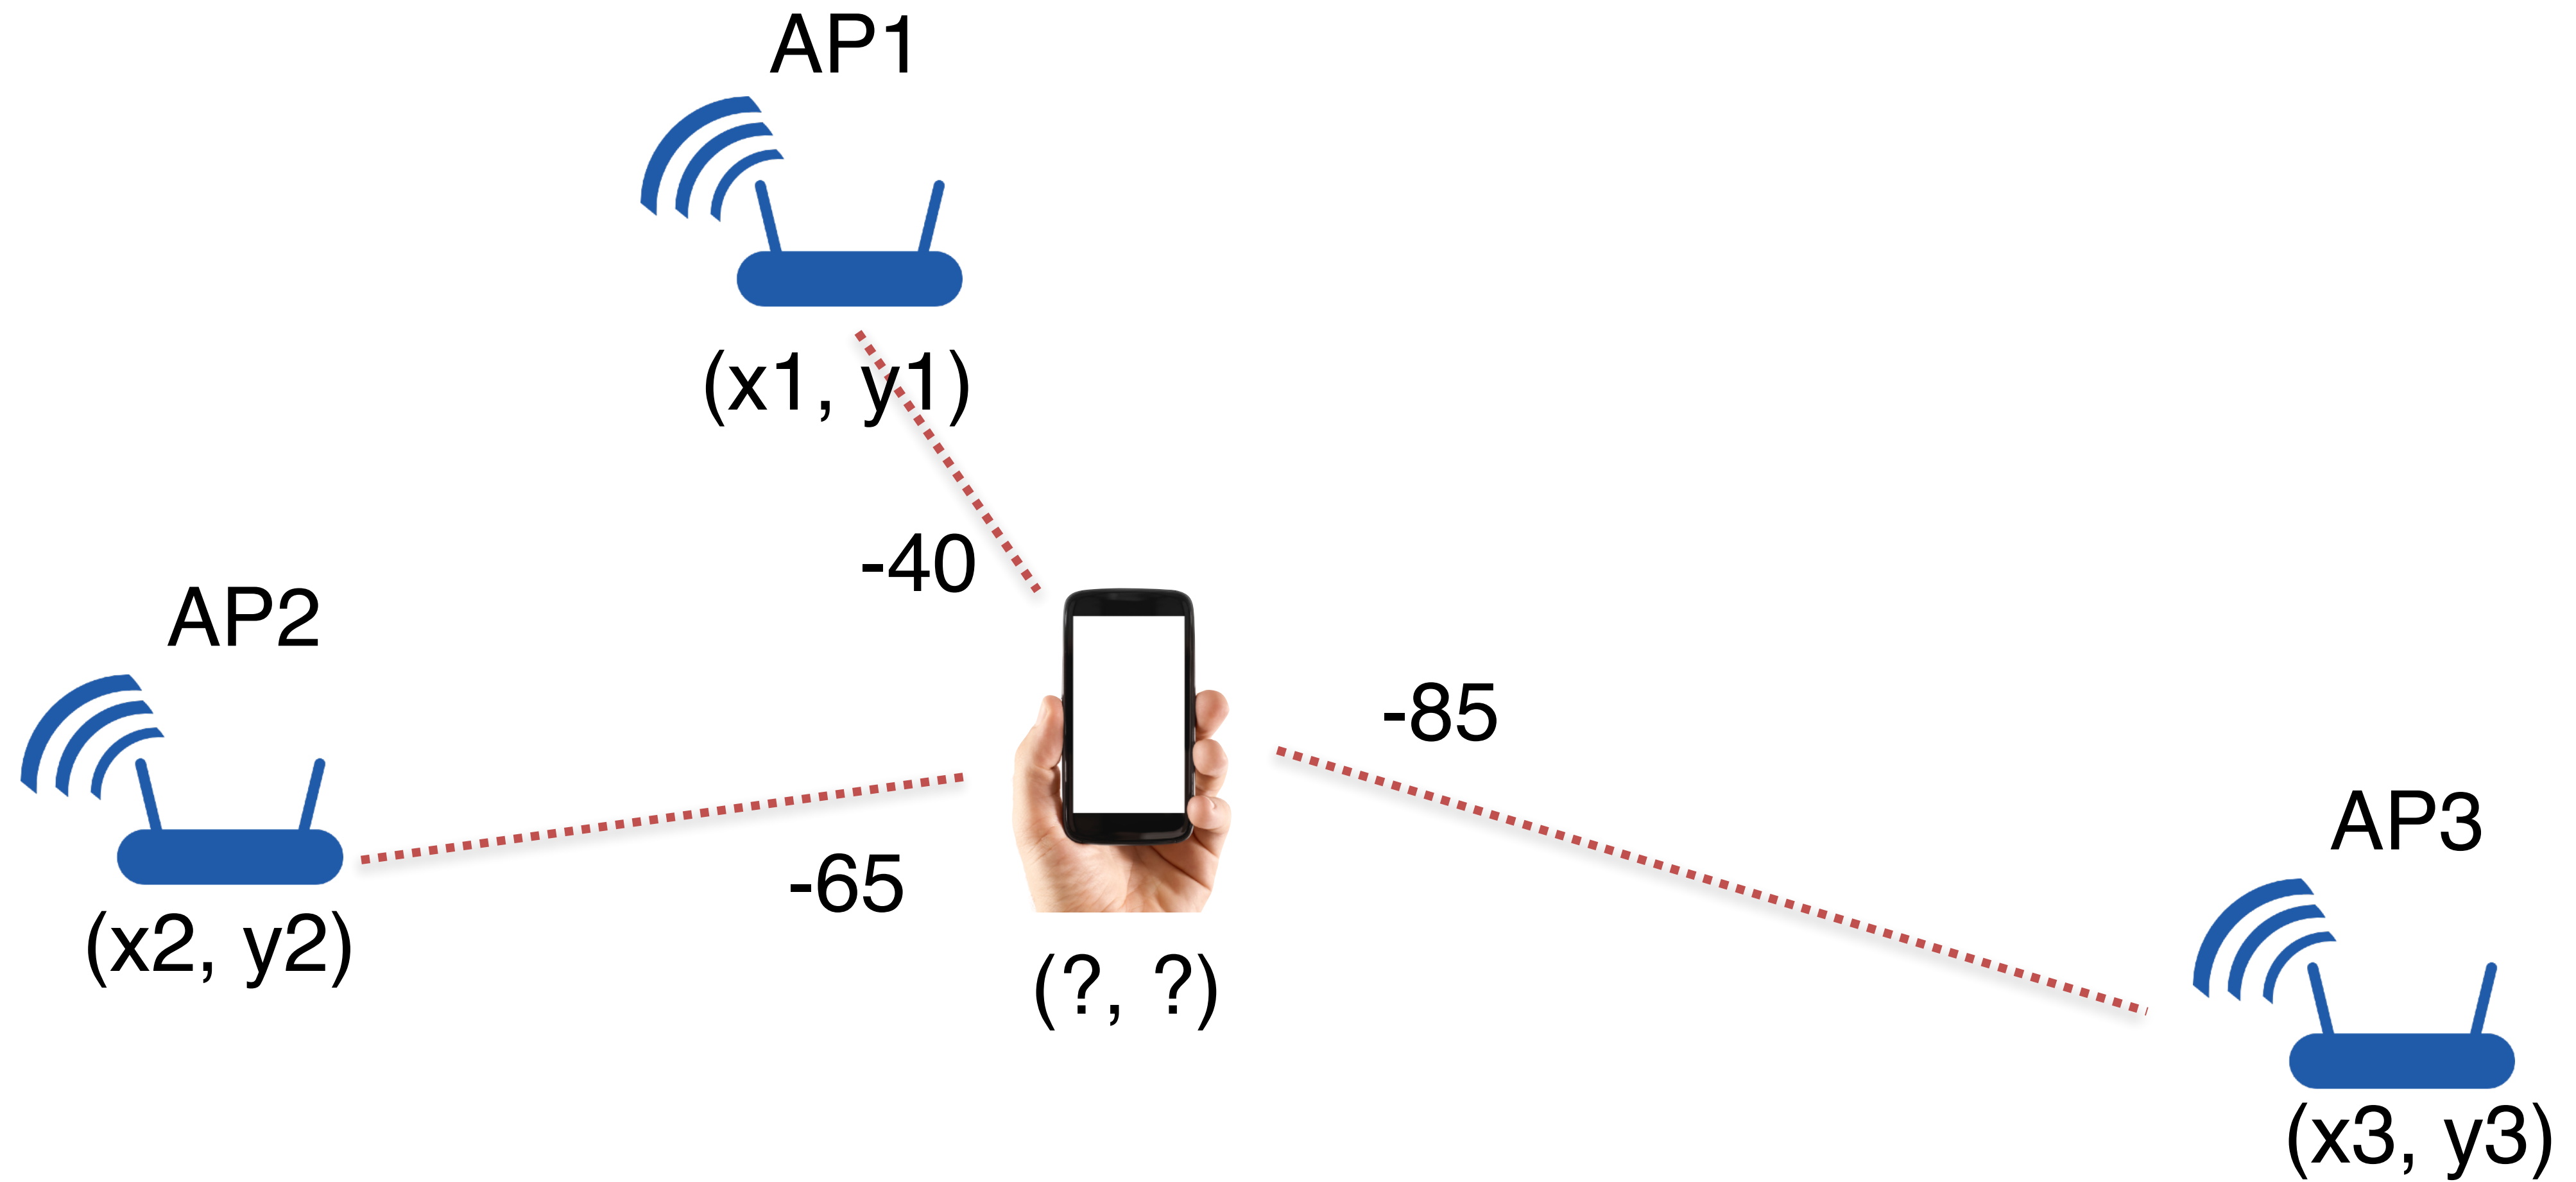 AP1
(x1, y1)
-40
AP2
-85
AP3
-65
(x2, y2)
(?, ?)
(x3, y3)